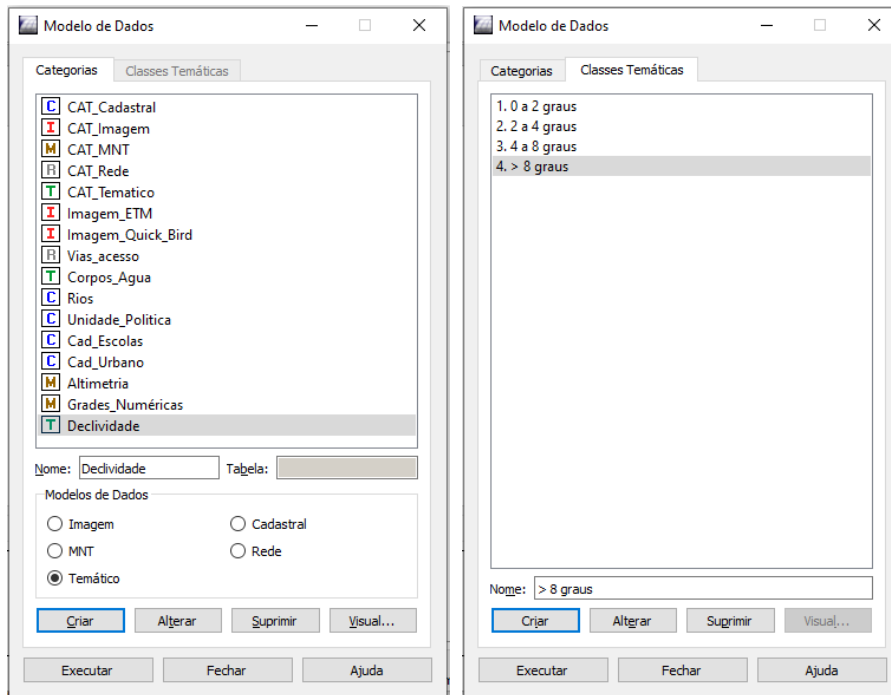 Modelo de Dados
Categorias Classes Temáticas
C CAT_Cadastral
I CAT_Imagem
M CAT_MNT
R CAT_Rede
T CAT_Tematico
I Imagem_ETM
I Imagem_Quick_Bird
R Vias_acesso
T Corpos_Agua
C Rios
C Unidade_Politica
C Cad_Escolas
C Cad_Urbano
M Altimetria
M Grades_Numéricas
T Declividade
Nome: Declividade Tabela:
Modelos de Dados
Imagem Cadastral
MNT Rede
Temático
Criar Alterar Suprimir Visual...
Executar Fechar Ajuda
Modelo de Dados
Categorias Classes Temáticas
1. 0 a 2 graus
2. 2 a 4 graus
3. 4 a 8 graus
4. > 8 graus
Nome: > 8 graus
Criar Alterar Suprimir Visual...
Executar Fechar Ajuda